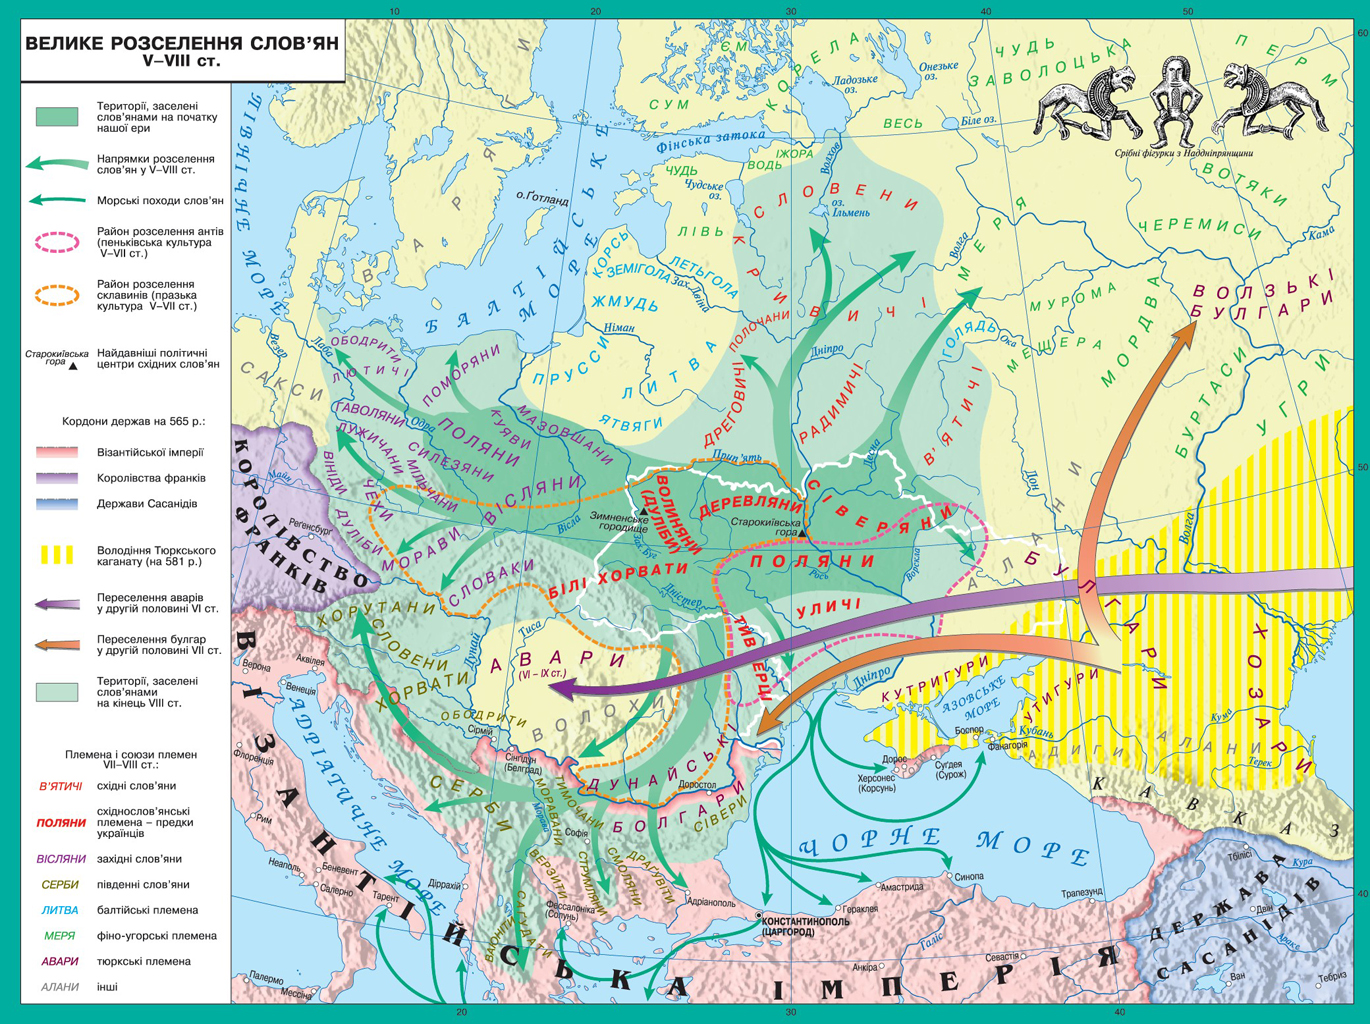 ВЕЛИКЕ РОЗСЕЛЕННЯ СЛОВ'ЯН
V–VIII ст.
Території, заселені
слов'янами на початку
нашої ери
Напрямки розселення
слов'ян у V–VIII ст.
Морські походи слов'ян
Район розселення антів
(пеньківська культура
V–VII ст.)
Район розселення
склавинів (празька
культура V–VII ст.)
Старокиївська
гора
Найдавніші політичні
центри східних слов'ян
Кордони держав на 565 р.:
Візантійської імперії
Королівства франків
Держави Сасанідів
Володіння Тюркського
каганату (на 581 р.)
Переселення аварів
у другій половині VI ст.
Переселення булгар
у другій половині VII ст.
Території, заселені
слов'янами
на кінець VIII ст.
Племена і союзи племен
VII–VIII ст.:
В'ЯТИЧІ східні слов'яни
ПОЛЯНИ
східнослов'янські
племена – предки
українців
ВІСЛЯНИ західні слов'яни
СЕРБИ південні слов'яни
ЛИТВА балтійські племена
МЕРЯ фіно-угорські племена
АВАРИ тюркські племена
АЛАНИ інші
10
20
30
40
50
60
ЄМ
КОРЕЛА
ЧУДЬ
ЗАВОЛОЦЬКА
ПЕРМ
Ладозьке
оз.
Онезьке
оз.
СУМ
ВЕСЬ
Біле оз.
Срібні фігурки з Наддніпрянщини
Фінська затока
ІЖОРА
ВОДЬ
ЧУДЬ
Чудське
оз.
Волхов
оз.
Ільмень
СЛОВЕНИ
ВОТЯКИ
ЧЕРЕМИСИ
Кама
ВАРЯГИ
о.Ґотланд
ЛІВЬ
КОРСЬ
ЗЕМІГОЛА
ЛЕТЬГОЛА
Зах.Двіна
ЖМУДЬ
Німан
КРИВИЧІ
ПОЛОЧАНИ
Волга
МЕРЯ
МУРОМА
МЕЩЕРА
МОРДВА
ВОЛЗЬКІ
БУЛГАРИ
ГОЛЯДЬ
Ока
БУРТАСИ
УГРИ
ПІВНІЧНЕ МОРЕ
БАЛТІЙСЬКЕ
МОРЕ
Везер
Лаба
САКСИ
ОБОДРИТИ
ЛЮТИЧІ
ПОМОРЯНИ
ПРУССИ
ЛИТВА
ЯТВЯГИ
Дніпро
ДРЕГОВИЧІ
РАДИМИЧІ
В'ЯТИЧІ
Десна
ГАВОЛЯНИ
Одра
ЛУЖИЧАНИ
МІЛЬЧАНИ
СИЛЕЗЯНИ
ПОЛЯНИ
КУЯВИ
МАЗОВШАНИ
ВІНІДИ
ЧЕХИ
ДУЛІБИ
МОРАВИ
ВІСЛЯНИ
СЛОВАКИ
Вісла
Прип'ять
ВОЛИНЯНИ
(ДУЛІБИ)
Зимненське
городище
Зах.Буг
ДЕРЕВЛЯНИ
Старокиївська
гора
СІВЕРЯНИ
ПОЛЯНИ
Рось
Ворскла
БІЛІ ХОРВАТИ
Дністер
УЛИЧІ
ТИВЕРЦІ
Дніпро
Дон
АЛАНИ
Волга
БУЛГАРИ
КОРОЛІВСТВО
ФРАНКІВ
Майн
Регенсбург
ХОРУТАНИ
СЛОВЕНИ
ХОРВАТИ
Дунай
Тиса
АВАРИ
(VI – IX ст.)
ВОЛОХИ
ОБОДРИТИ
Сірмій
Сінгідун
(Белград)
ДУНАЙСЬКІ
БОЛГАРИ
Доростол
СІВЕРИ
СЕРБИ
МОРАВАНИ
Морава
ТИМОЧАНИ
Софія
БЕРЗИТИ
СТРУМЛЯНИ
СМОЛЯНИ
ДРАГУВІТИ
САГУДАТИ
ВАЮНІТИ
Фессалоніка
(Солунь)
Адріанополь
КОНСТАНТИНОПОЛЬ
(ЦАРГОРОД)
ВІЗАНТІЙСЬКА ІМПЕРІЯ
Верона
Аквілея
Венеція
Флоренція
Рим
Неаполь
Беневент
Салерно
Тарент
Палермо
Мессіна
Діррахій
АДРІАТИЧНЕ МОРЕ
КУТРИГУРИ
УТИГУРИ
АЗОВСЬКЕ
МОРЕ
Боспор
Кубань
Фанагорія
Дорос
Херсонес
(Корсунь)
Суґдея
(Сурож)
АДИГИ
АЛАНИ
Кума
Терек
ХОЗАРИ
КАВКАЗ
ЧОРНЕ МОРЕ
Амастрида
Синопа
Гераклея
Трапезунд
Галіс
Анкіра
Севастія
Тбілісі
Кура
Двін
Аракс
Ван
Тебриз
ДЕРЖАВА
САСАНІДІВ
20
30
40